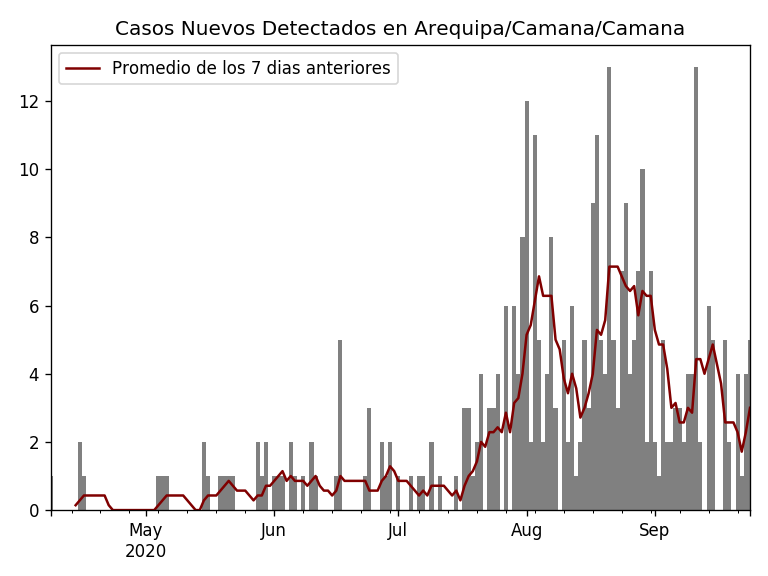 Casos Nuevos Detectados en Arequipa/Camana/Camana
Promedio de los 7 dias anteriores
12
10
8
6
4
2
0
May Jun Jul Aug Sep
2020